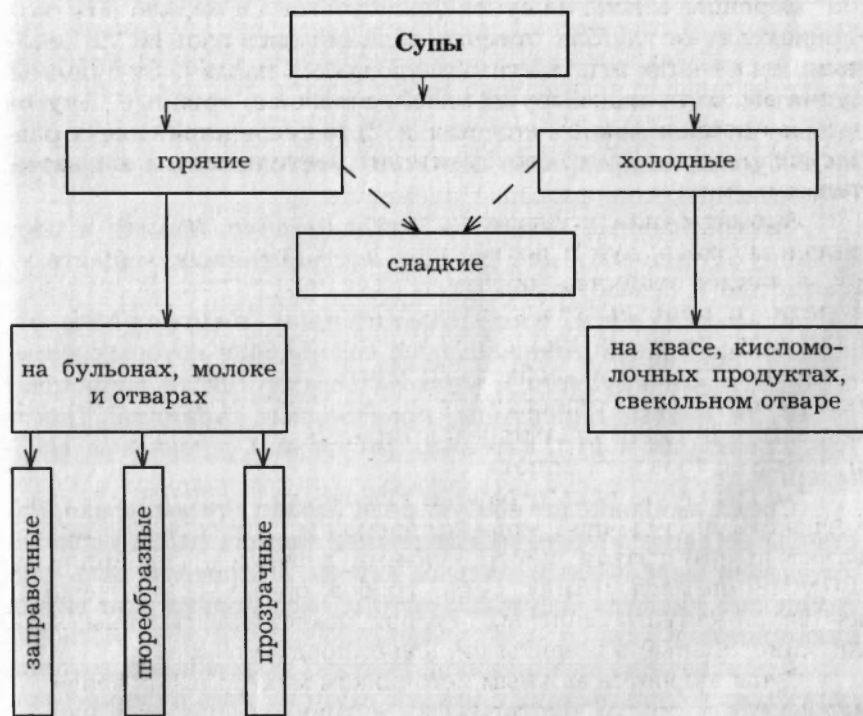 Супы
горячие
холодные
сладкие
на бульонах, молоке
и отварах
на квасе, кисломо-
лочных продуктах,
свекольном отваре
заправочные
пюреобразные
прозрачные